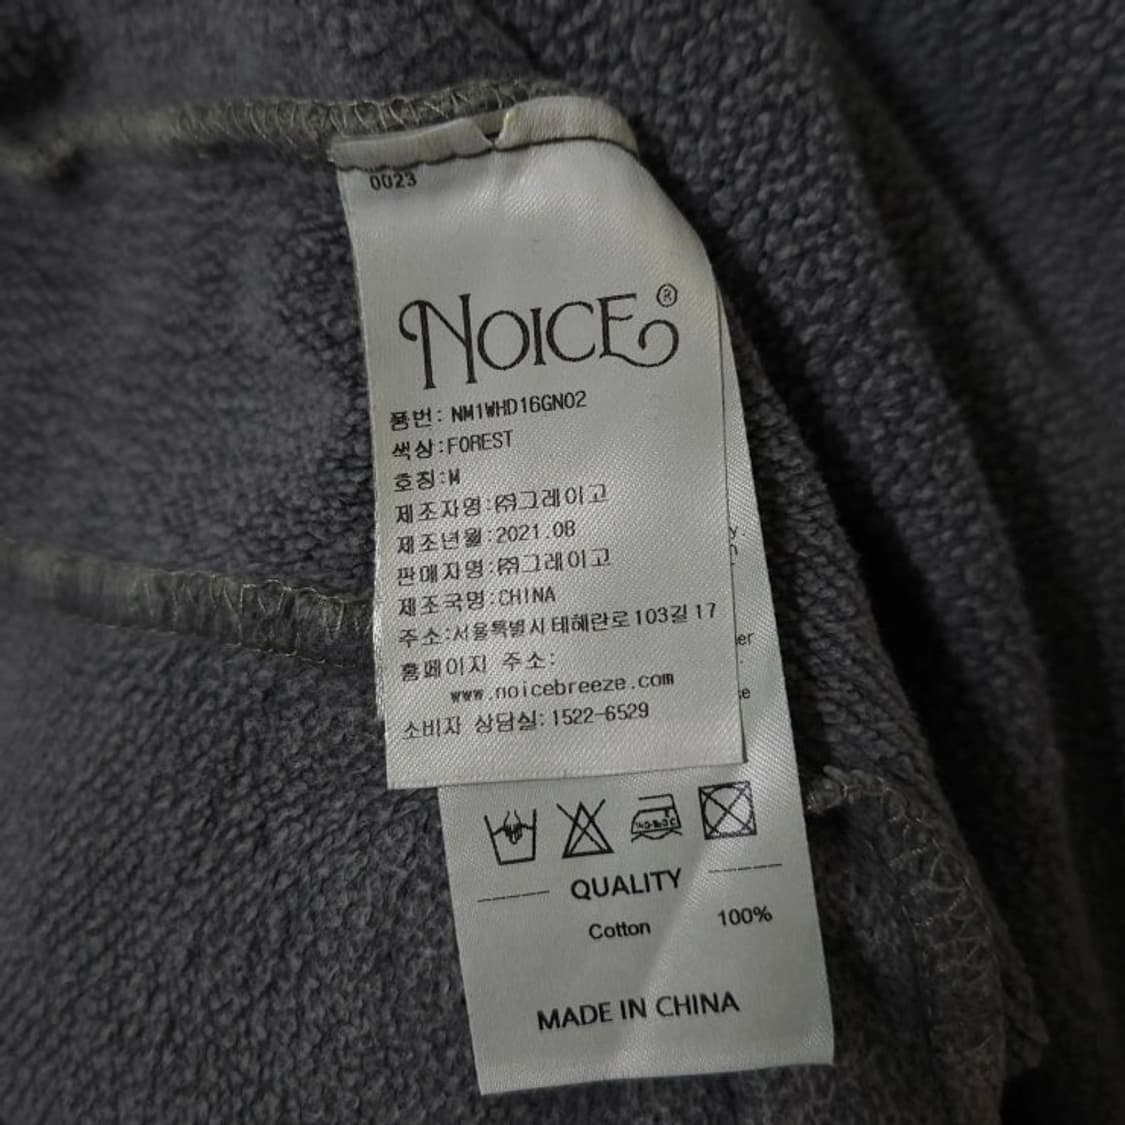 0023
NOICE®
품번: NM1WHD16GN02
색상:FOREST
호칭:M
제조자명:㈜그레이고
제조년월:2021.08
판매자명:㈜그레이고
제조국명:CHINA
주소:서울특별시 테헤란로103길 17
홈페이지 주소:
www.noicebreeze.com
소비자 상담실: 1522-6529
QUALITY
Cotton 100%
MADE IN CHINA